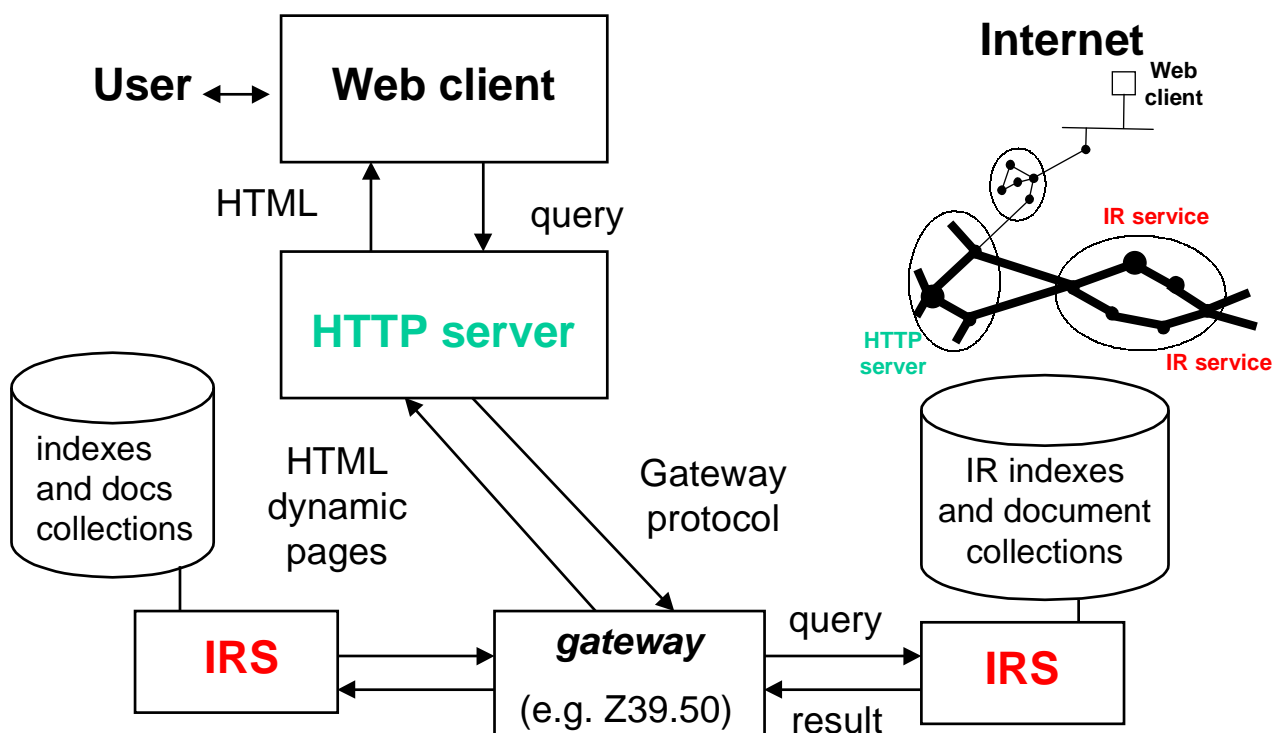 Internet
User
Web client
Web
client
HTML
query
IR service
HTTP server
HTTP
server
IR service
indexes
and docs
collections
HTML
dynamic
pages
Gateway
protocol
IR indexes
and document
collections
IRS
gateway
(e.g. Z39.50)
query
result
IRS